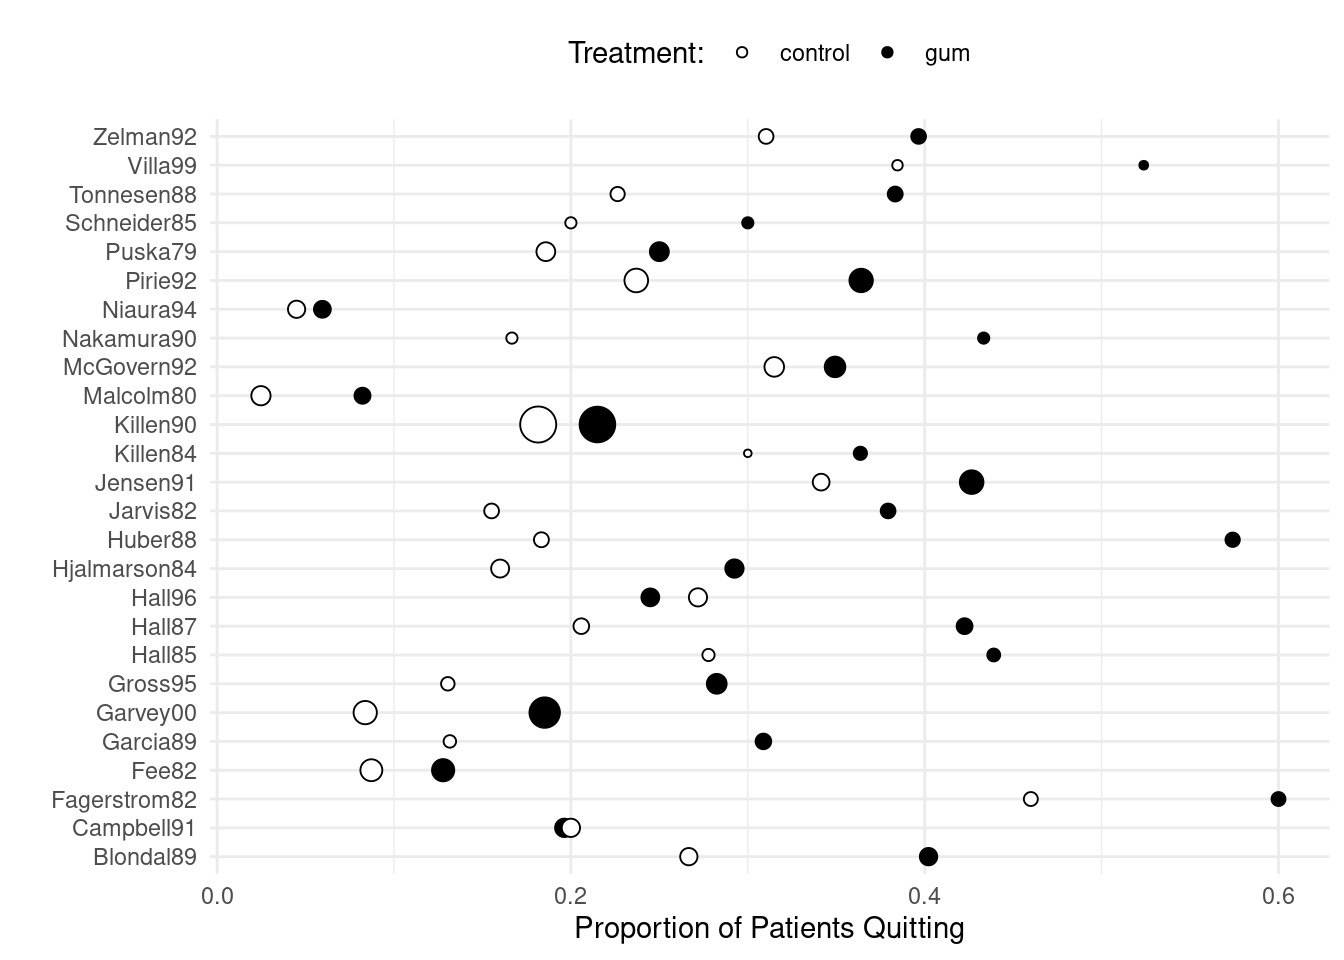 Treatment: control gum
Zelman92
Villa99
Tonnesen88
Schneider85
Puska79
Pirie92
Niaura94
Nakamura90
McGovern92
Malcolm80
Killen90
Killen84
Jensen91
Jarvis82
Huber88
Hjalmarson84
Hall96
Hall87
Hall85
Gross95
Garvey00
Garcia89
Fee82
Fagerstrom82
Campbell91
Blondal89
0.0 0.2 0.4 0.6
Proportion of Patients Quitting